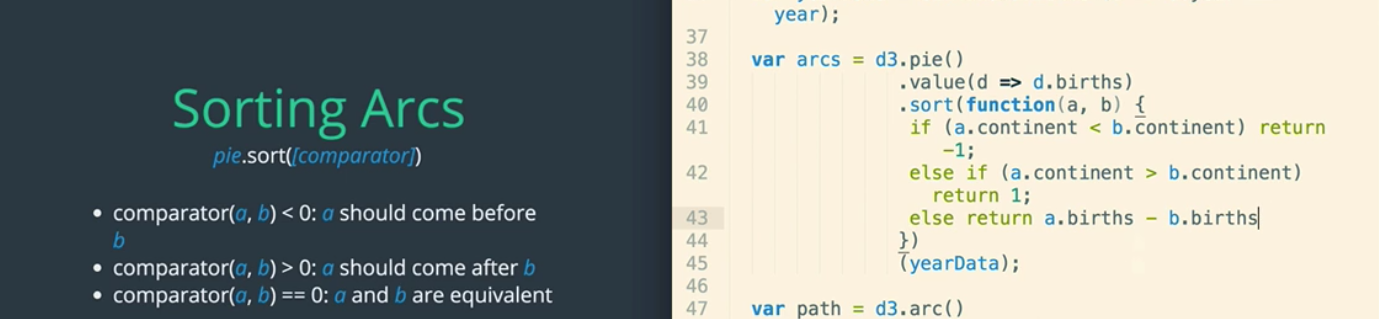 Sorting Arcs
pie.sort([comparator])
• comparator(a, b) < 0: a should come before
b
• comparator(a, b) > 0: a should come after b
• comparator(a, b) == 0: a and b are equivalent
year);
37
38 var arcs = d3.pie()
39 .value(d => d.births)
40 .sort(function(a, b) {
41 if (a.continent < b.continent) return
-1;
42 else if (a.continent > b.continent)
return 1;
43 else return a.births - b.births
44 })
45 (yearData);
46
47 var path = d3.arc()